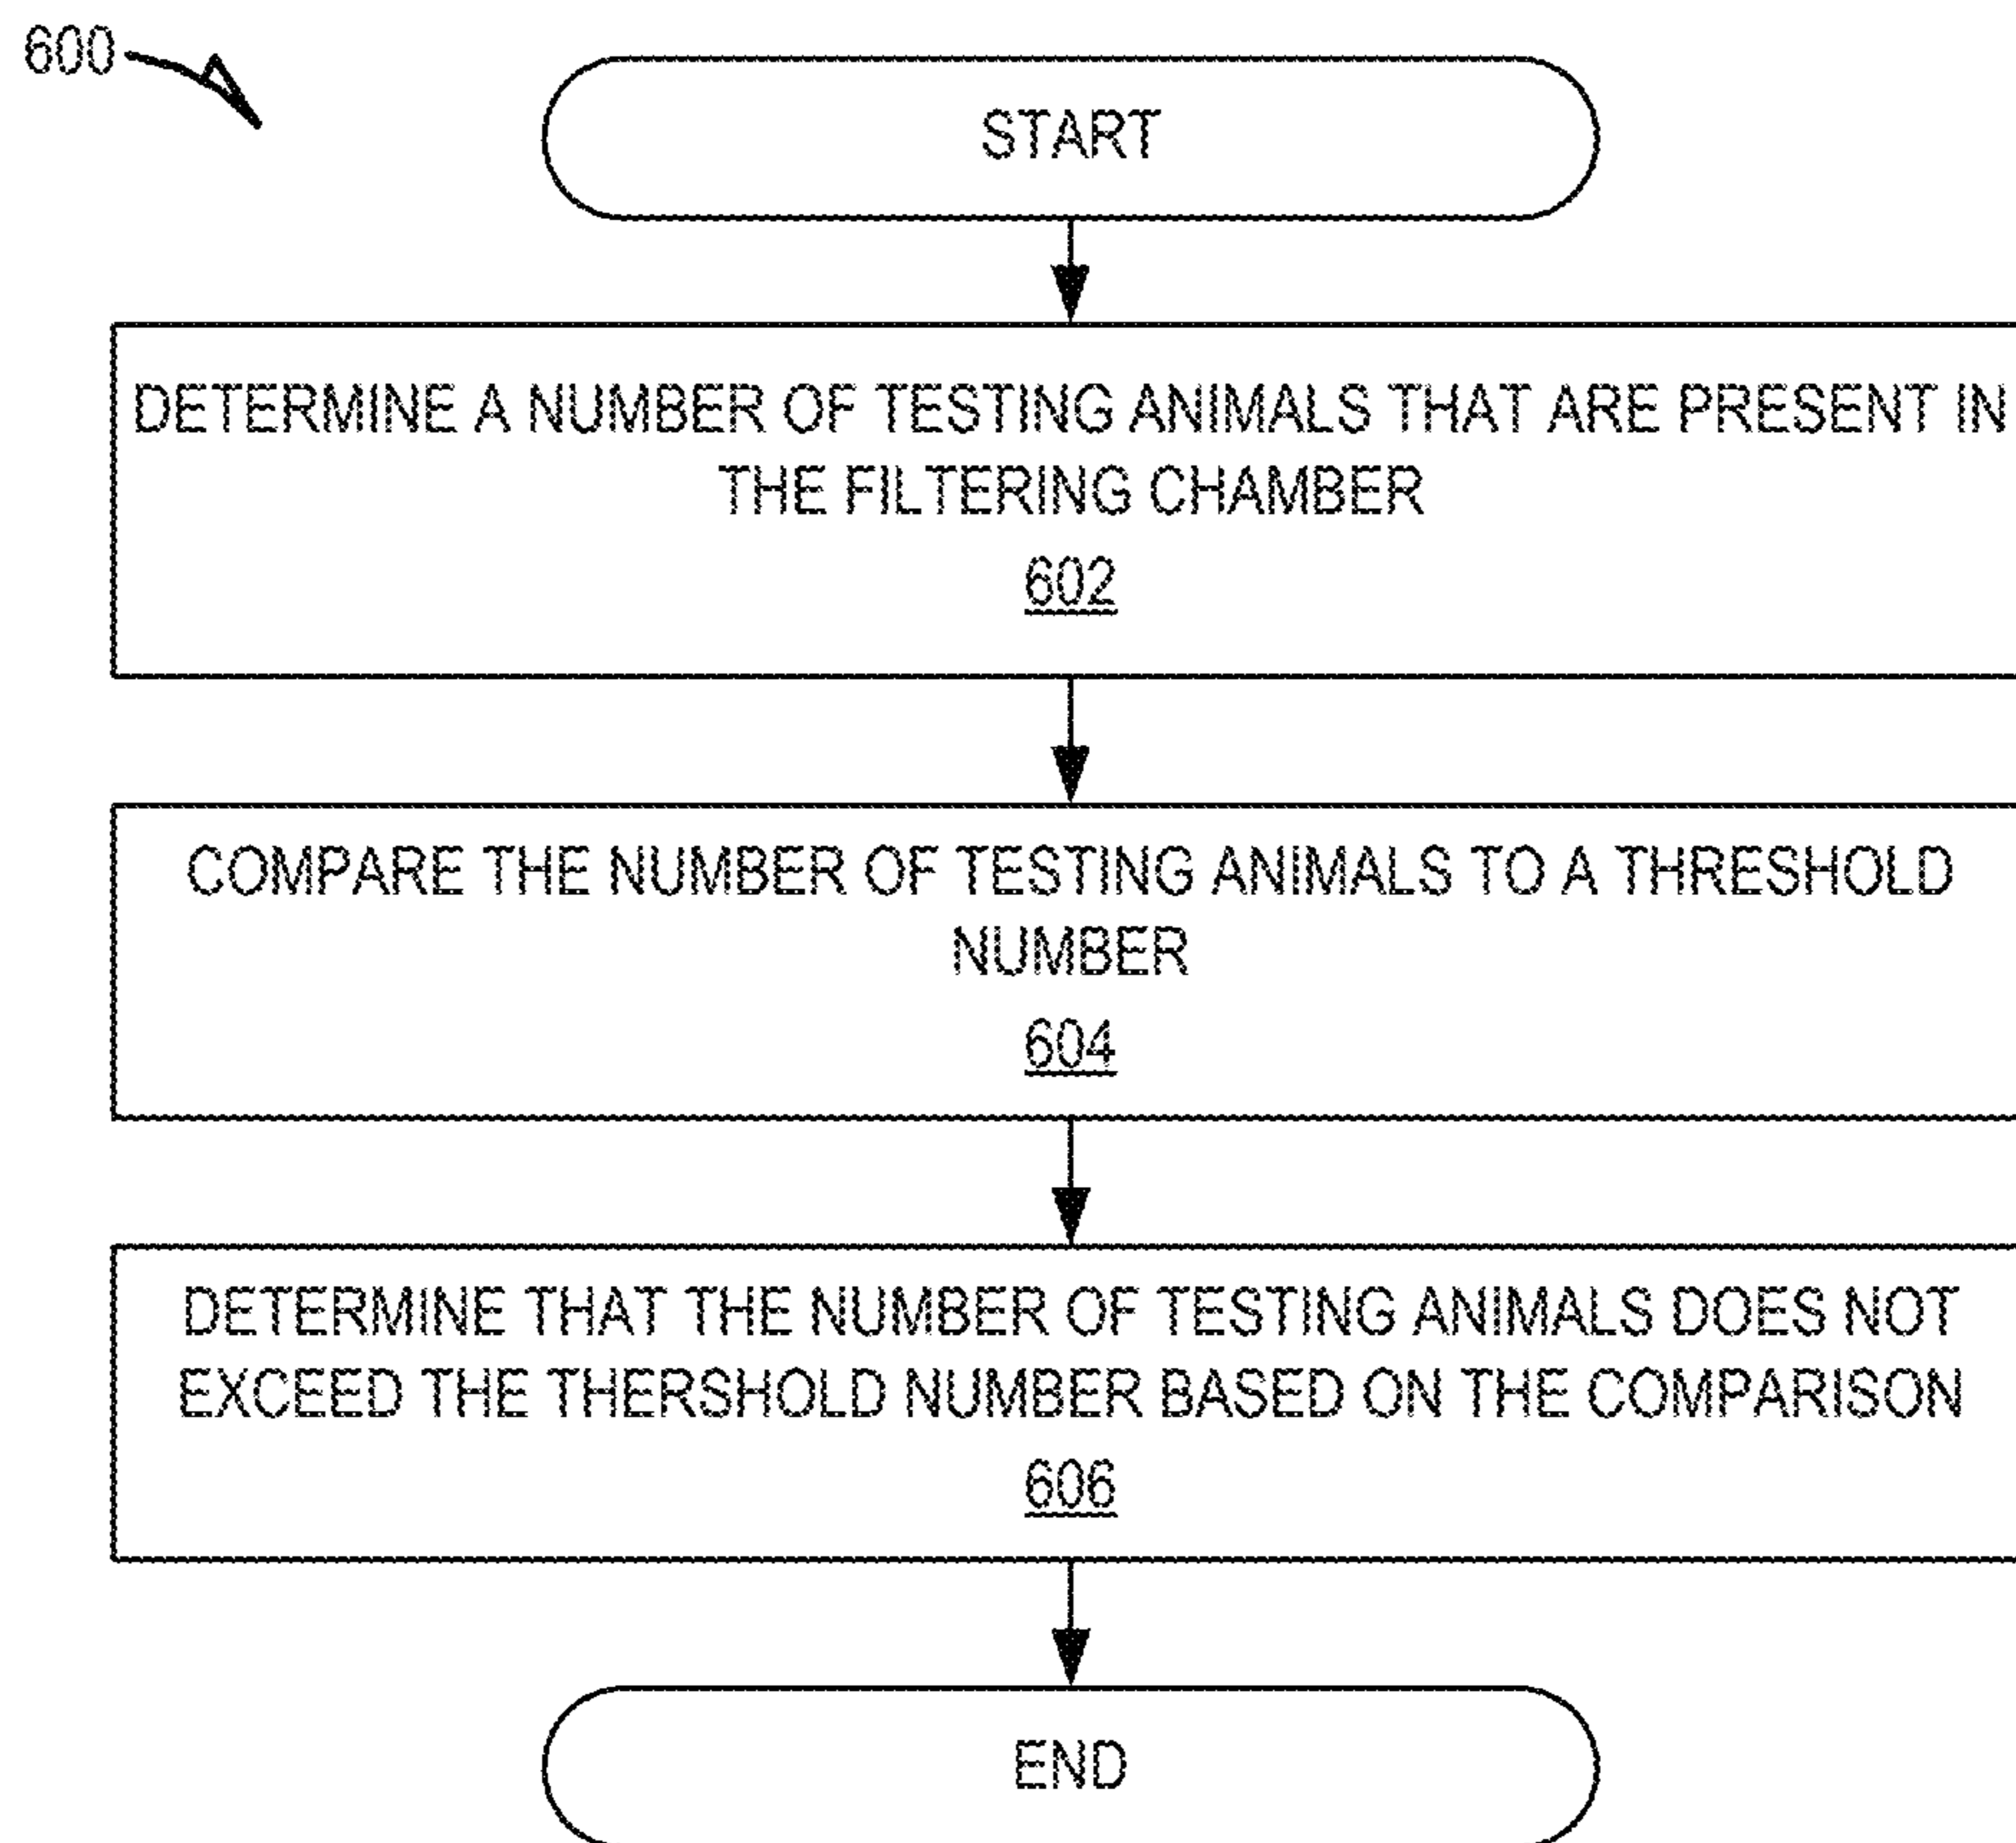 600
START
DETERMINE A NUMBER OF TESTING ANIMALS THAT ARE PRESENT IN
THE FILTERING CHAMBER
602
COMPARE THE NUMBER OF TESTING ANIMALS TO A THRESHOLD
NUMBER
604
DETERMINE THAT THE NUMBER OF TESTING ANIMALS DOES NOT
EXCEED THE THERSHOLD NUMBER BASED ON THE COMPARISON
606
END